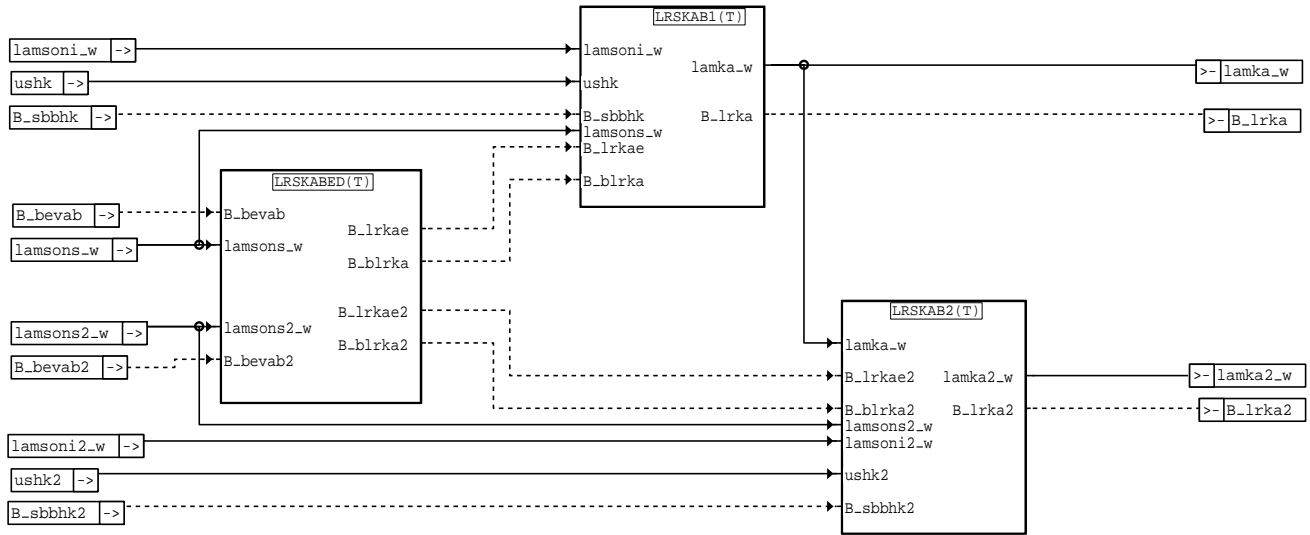 LRSKAB1(T)
lamsoni_w ->
lamsoni_w
lamka_w
>- lamka_w
ushk ->
ushk
B_sbbhk ->
B_sbbhk
B_lrka
>- B_lrka
lamsons_w
B_lrkae
B_blrka
LRSKABED(T)
B_bevab ->
B_bevab
lamsons_w ->
lamsons_w
B_lrkae
B_blrka
B_lrkae2
B_blrka2
lamsons2_w ->
lamsons2_w
B_bevab2 ->
B_bevab2
LRSKAB2(T)
lamka_w
B_lrkae2
lamka2_w
>- lamka2_w
B_blrka2
B_lrka2
>- B_lrka2
lamsons2_w
lamsoni2_w ->
lamsoni2_w
ushk2 ->
ushk2
B_sbbhk2 ->
B_sbbhk2